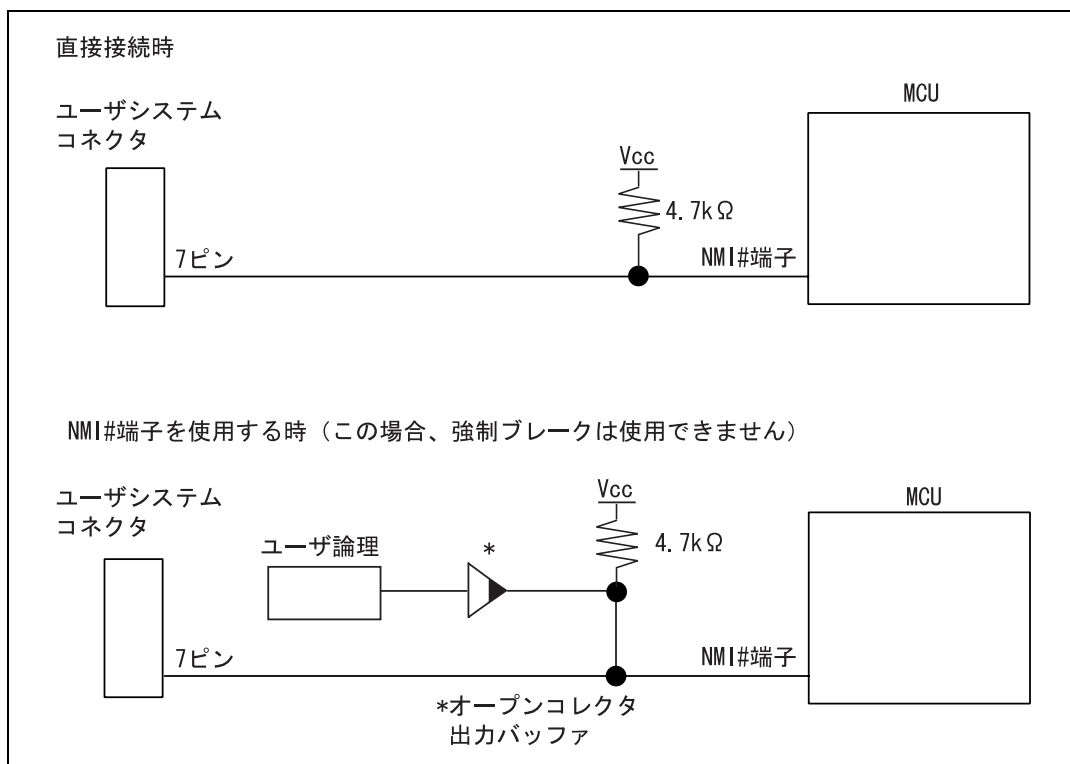 直接接続時
ユーザシステム
コネクタ
MCU
Vcc
4.7kΩ
7ピン
NMI#端子
NMI#端子を使用する時（この場合、強制ブレークは使用できません）
ユーザシステム
コネクタ
Vcc
MCU
ユーザ論理
*
4.7kΩ
7ピン
NMI#端子
*オープンコレクタ
出力バッファ